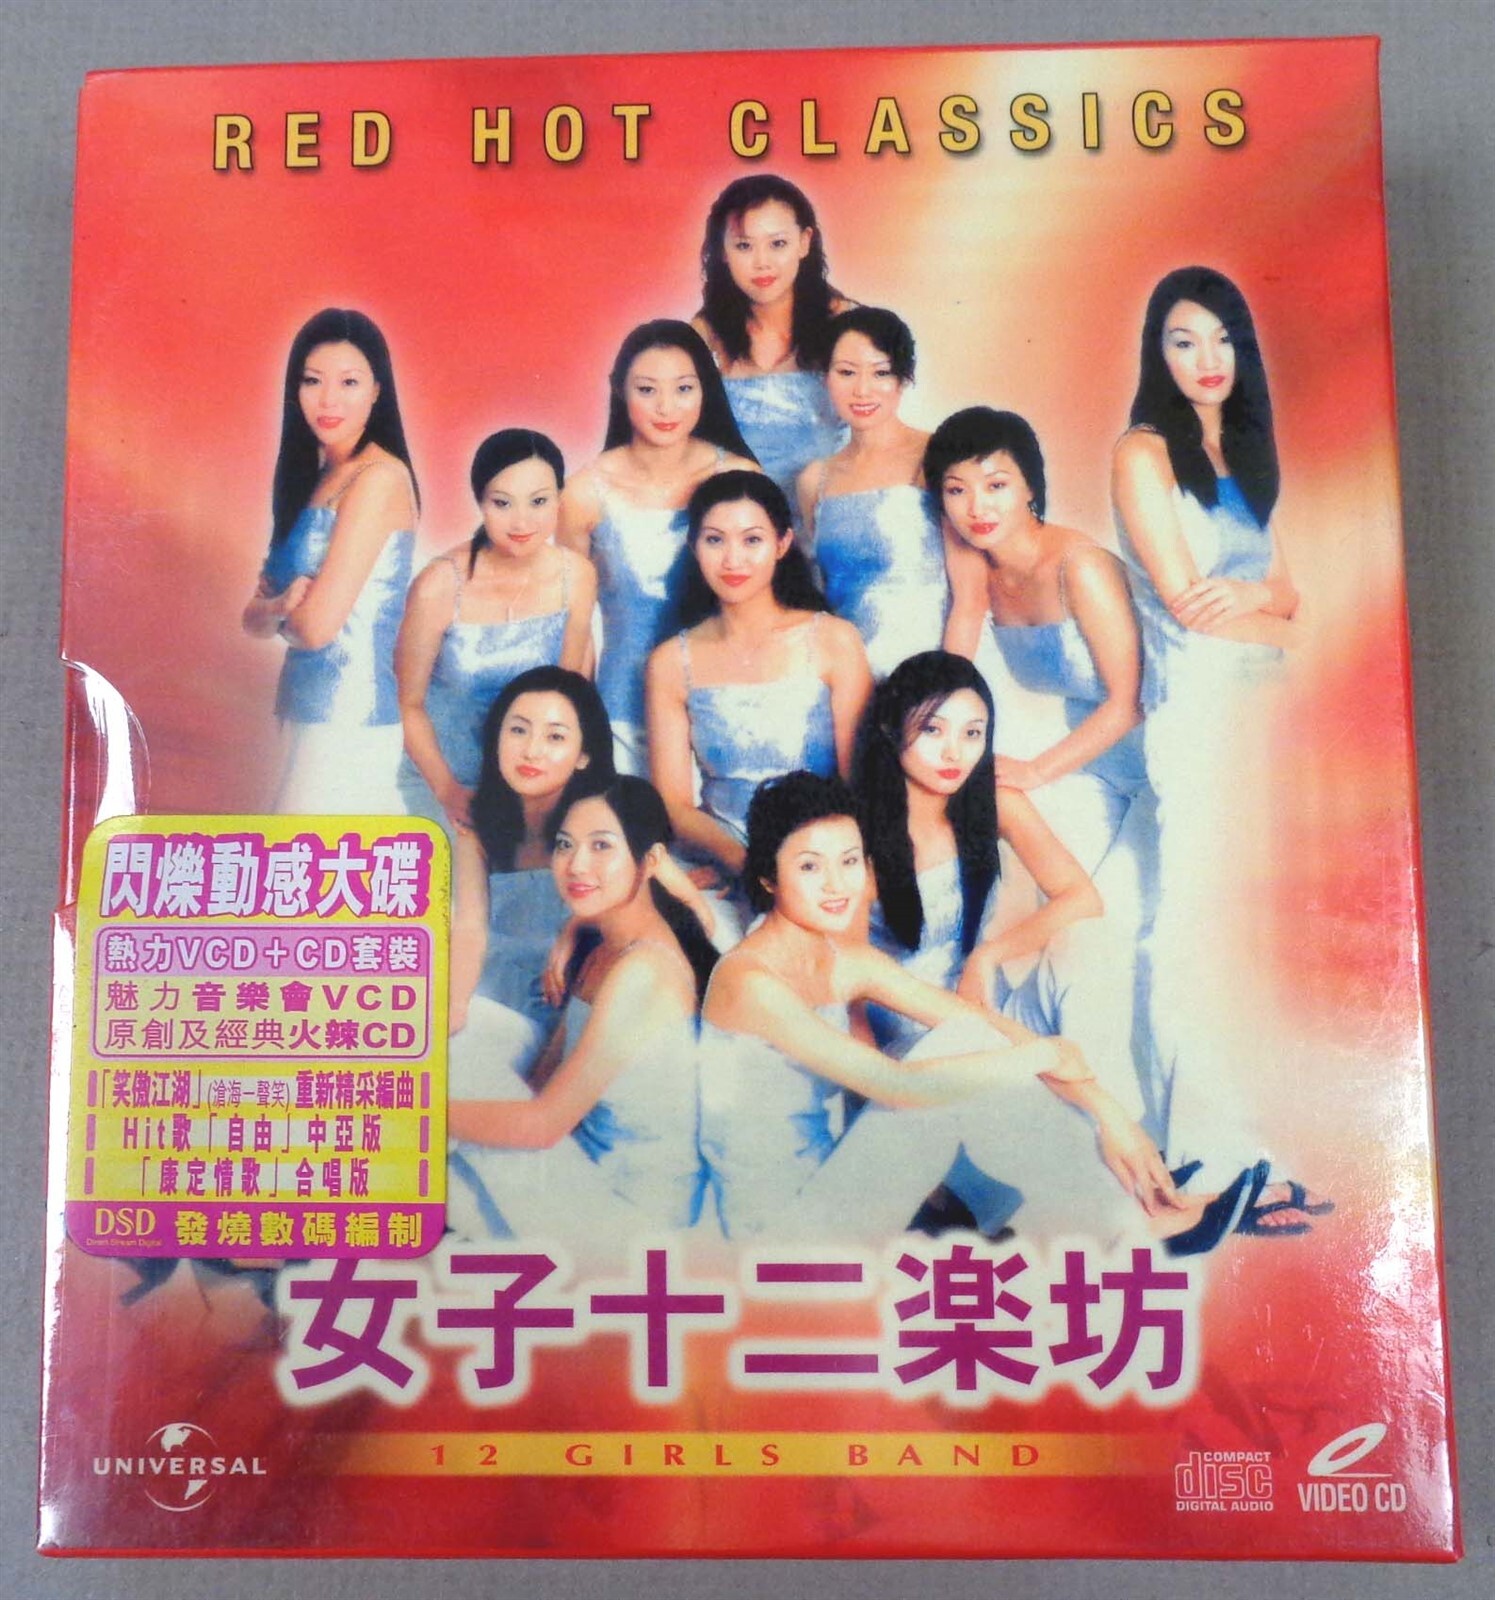 RED HOT CLASSICS
閃爍動感大碟
熱力VCD+CD套裝
魅力音樂會VCD
原創及經典火辣CD
「笑傲江湖」(滄海一聲笑)重新精采編曲
Hit歌「自由」中亞版
「康定情歌」合唱版
DSD 發燒數碼編制
Direct Stream Digital
女子十二楽坊
12 GIRLS BAND
UNIVERSAL
COMPACT
disc
DIGITAL AUDIO
VIDEO CD